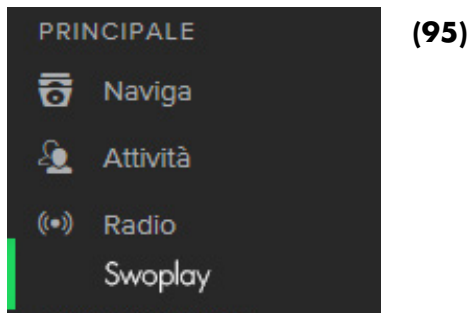 PRINCIPALE (95)
Naviga
Attività
Radio
Swoplay